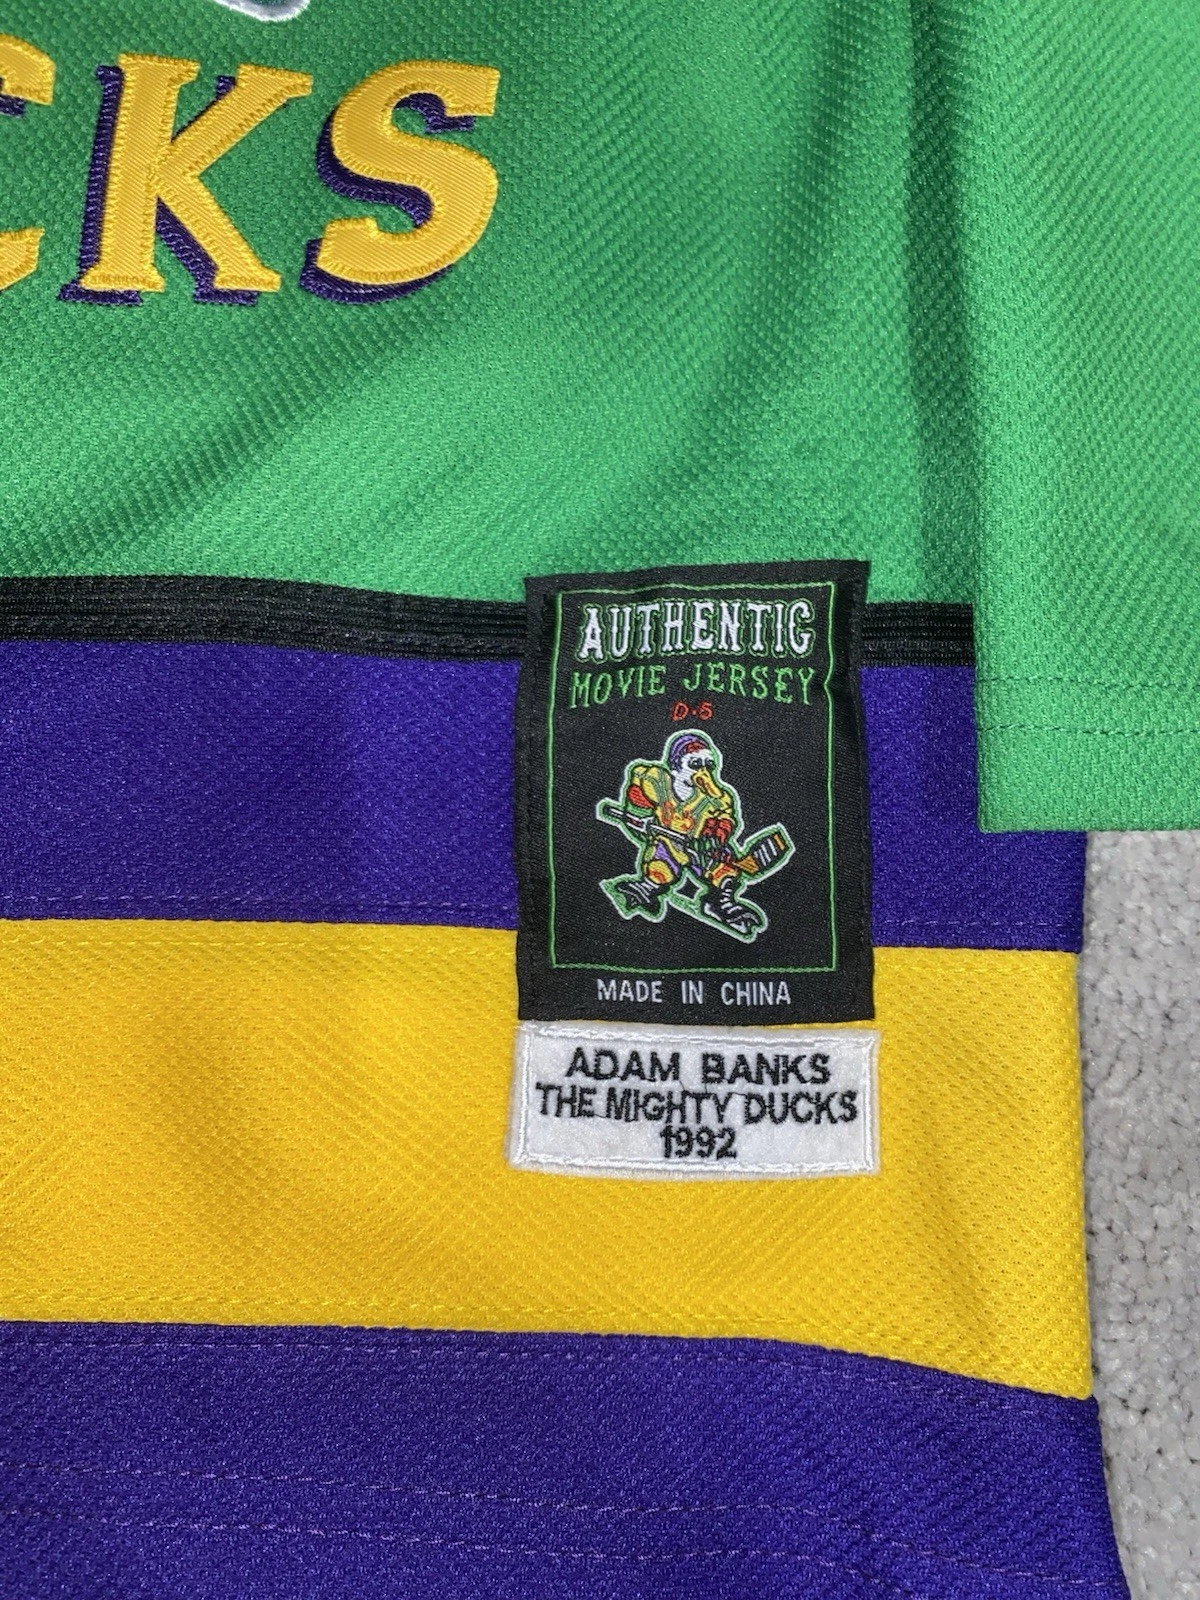 CKS
AUTHENTIC
MOVIE JERSEY
D-5
MADE IN CHINA
ADAM BANKS
THE MIGHTY DUCKS
1992